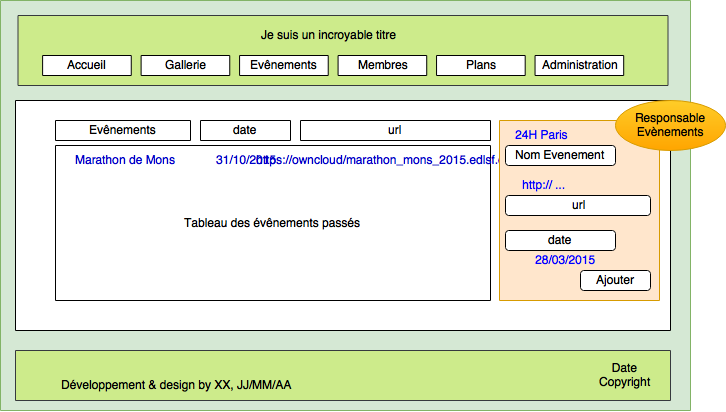 Je suis un incroyable titre
Accueil
Gallerie
Evênements
Membres
Plans
Administration
Responsable
Evènements
Evênements
date
url
24H Paris
Nom Evenement
Marathon de Mons
31/10/2015
https://owncloud/marathon_mons_2015.edlsf.
http:// ...
url
Tableau des évênements passés
date
28/03/2015
Ajouter
Développement & design by XX, JJ/MM/AA
Date
Copyright